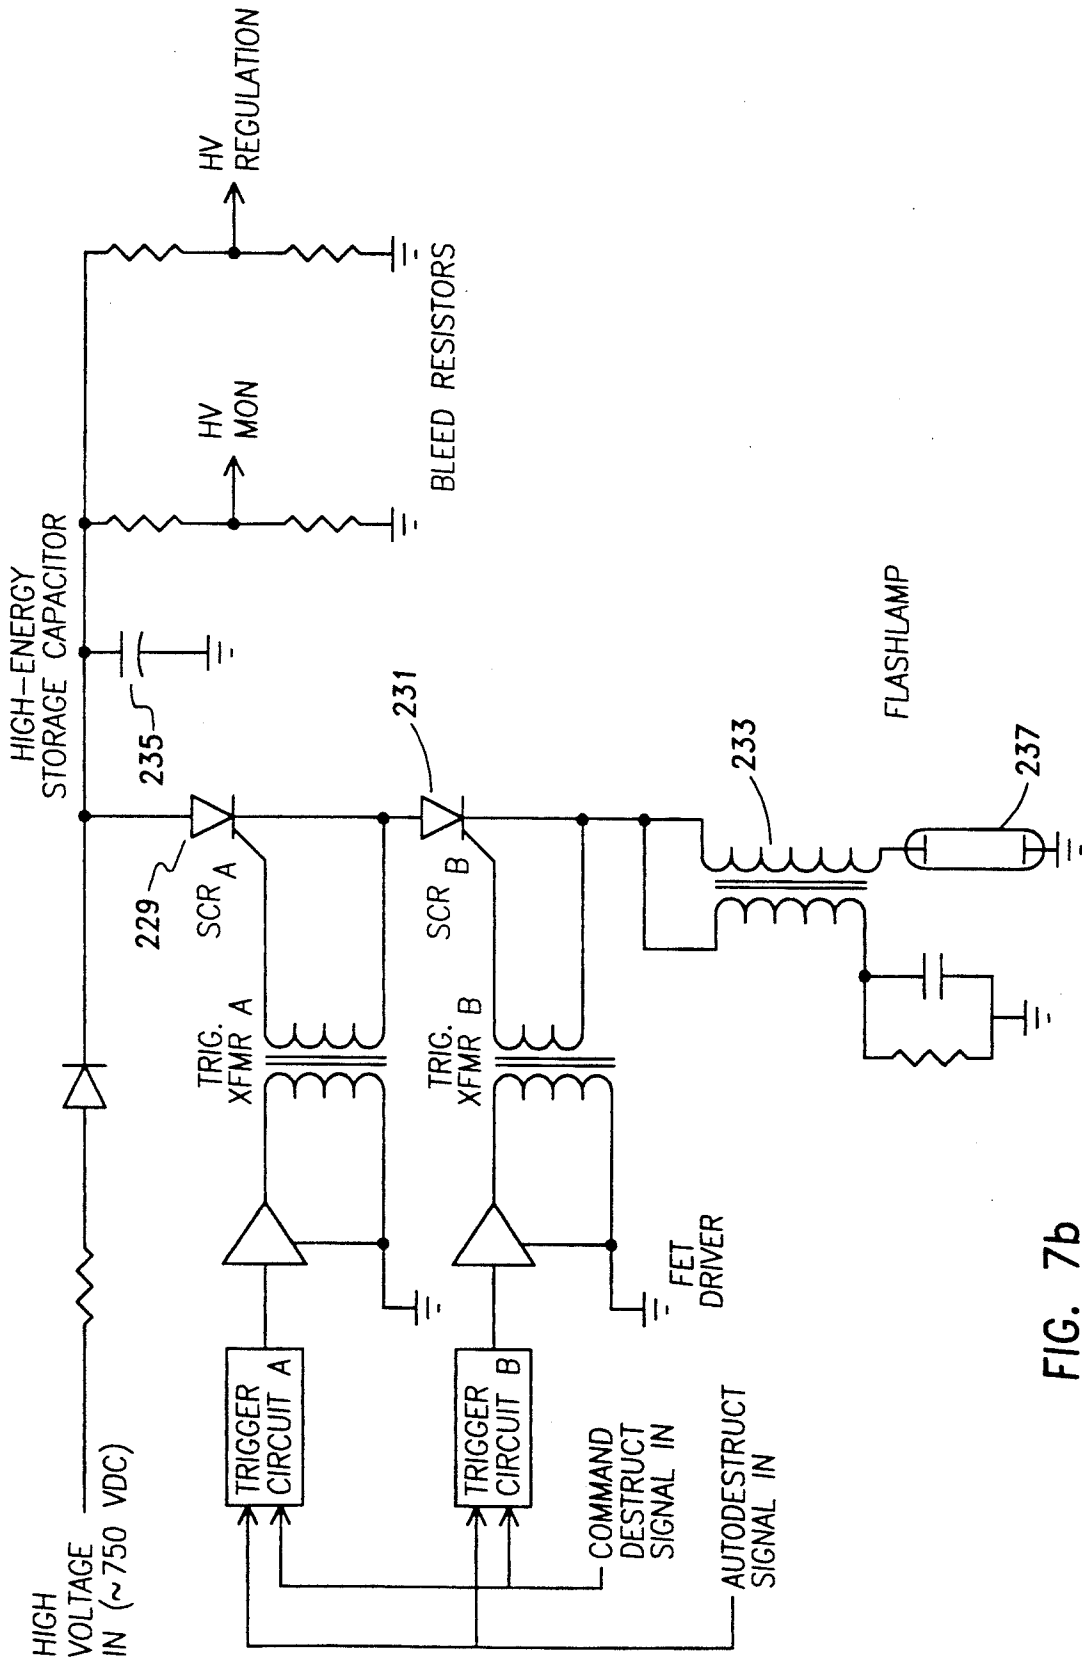 HIGH
VOLTAGE
IN (~750 VDC)
HIGH-ENERGY
STORAGE CAPACITOR
235
HV
MON
HV
REGULATION
BLEED RESISTORS
229
SCR A
231
SCR B
TRIG.
XFMR A
TRIG.
XFMR B
TRIGGER
CIRCUIT A
TRIGGER
CIRCUIT B
FET
DRIVER
COMMAND
DESTRUCT
SIGNAL IN
AUTODESTRUCT
SIGNAL IN
233
FLASHLAMP
237
FIG. 7b